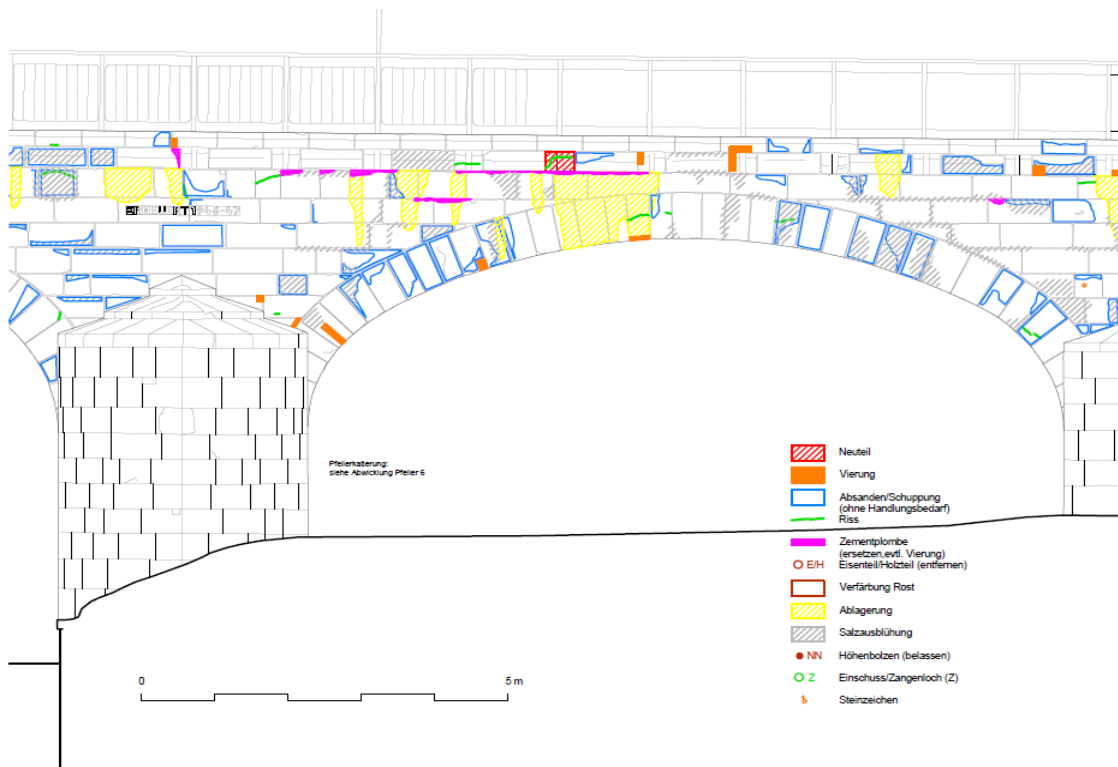 Pfeilerkatierung:
siehe Abwicklung Pfeiler 6
Neuteil
Vierung
Absanden/Schuppung
(ohne Handlungsbedarf)
Riss
Zementplombe
(ersetzen,evtl. Vierung)
E/H Eisenteil/Holzteil (entfernen)
Verfärbung Rost
Ablagerung
Salzausblühung
NN Höhenbolzen (belassen)
Z Einschuss/Zangenloch (Z)
Steinzeichen
0 5 m